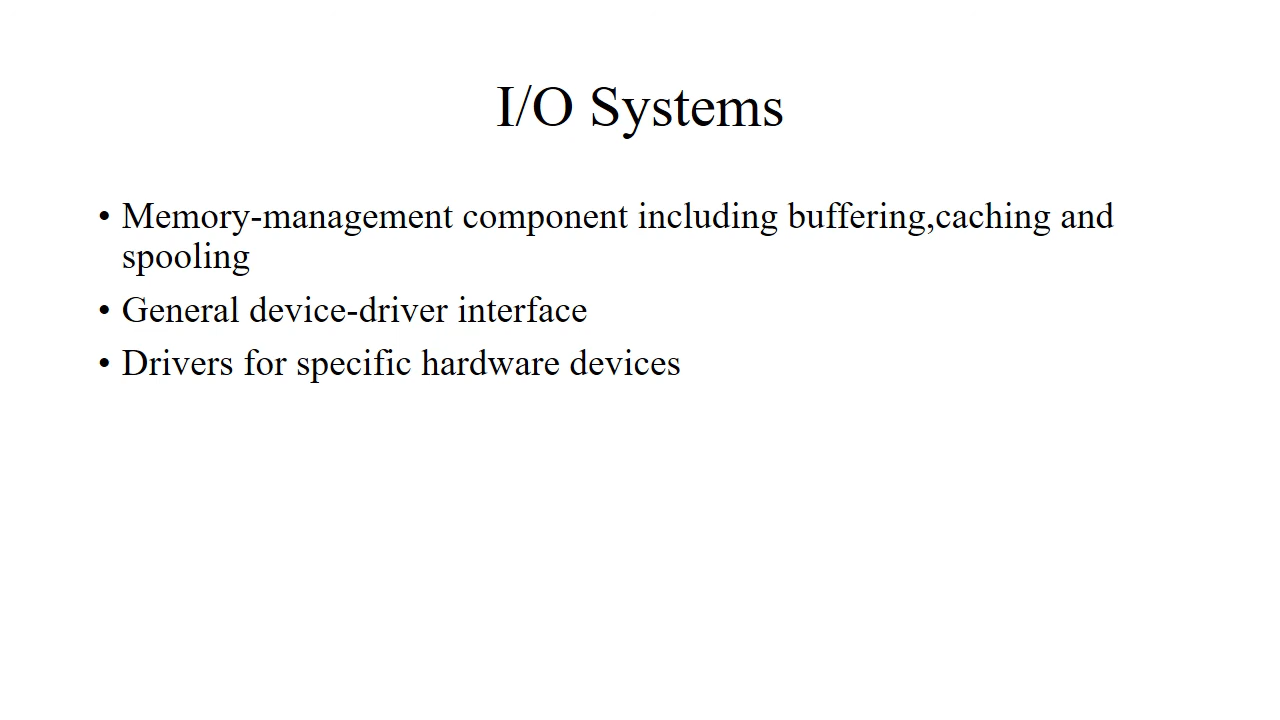 I/O Systems
• Memory-management component including buffering,caching and
spooling
• General device-driver interface
• Drivers for specific hardware devices